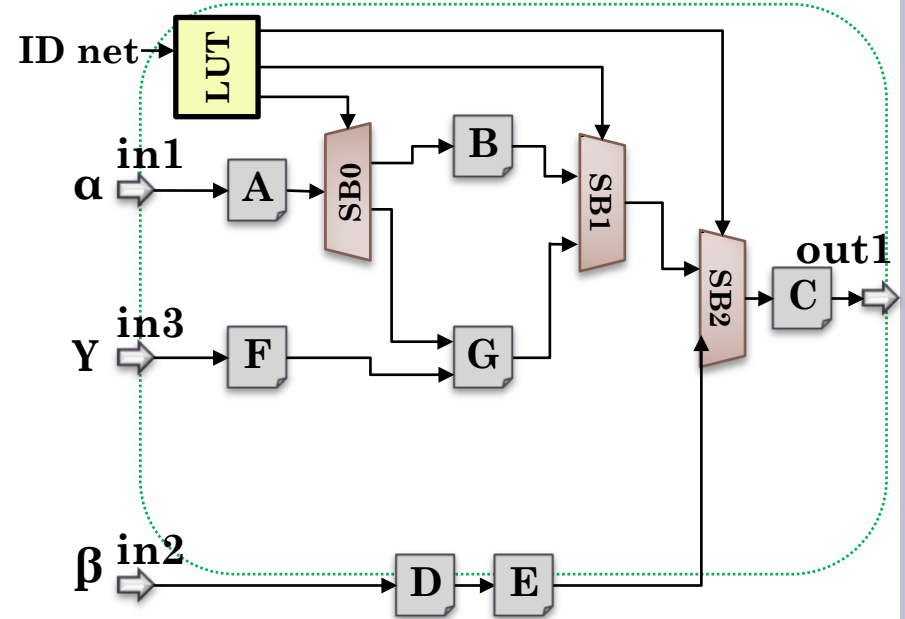 ID net
LUT
in1
α
A
SB0
B
SB1
SB2
out1
C
in3
γ
F
G
in2
β
D
E